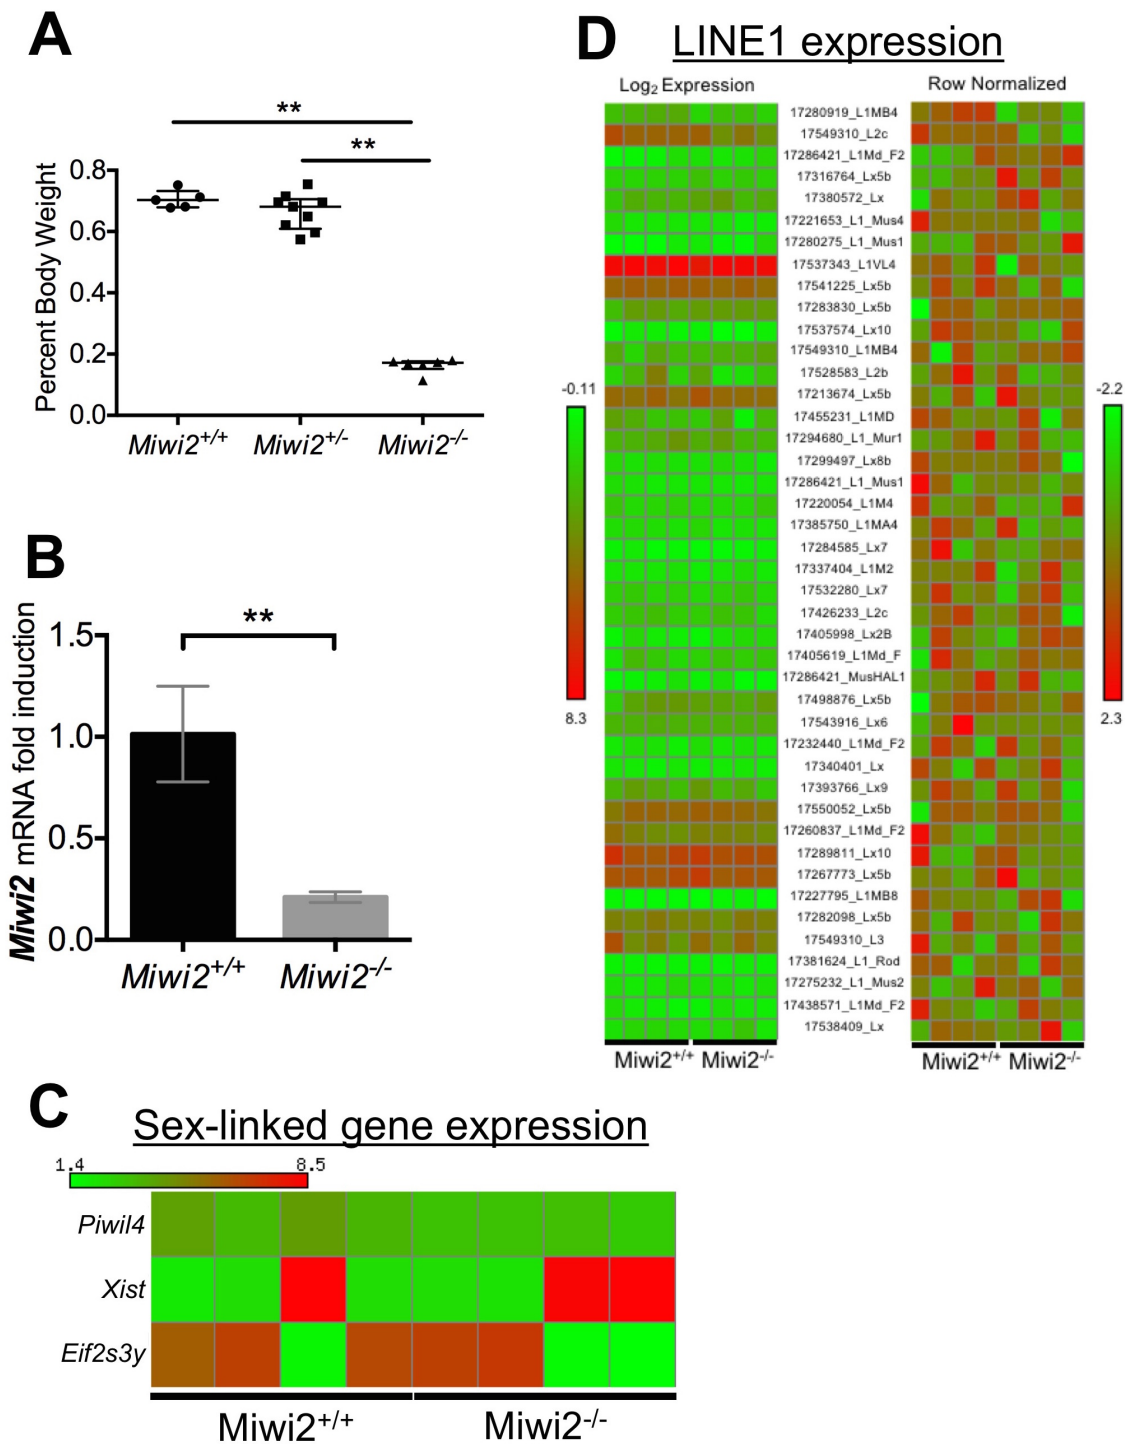 A
**
**
Percent Body Weight
0.8
0.6
0.4
0.2
0.0
Miwi2+/+
Miwi2+/-
Miwi2-/-
B
**
Miwi2 mRNA fold induction
1.5
1.0
0.5
0.0
Miwi2+/+
Miwi2-/-
D
LINE1 expression
Log2 Expression
Row Normalized
-0.11
8.3
-2.2
2.3
17280919_L1MB4
17549310_L2c
17286421_L1Md_F2
17316764_Lx5b
17380572_Lx
17221653_L1_Mus4
17280275_L1_Mus1
17537343_L1VL4
17541225_Lx5b
17283830_Lx5b
17537574_Lx10
17549310_L1MB4
17528583_L2b
17213674_Lx5b
17455231_L1MD
17294680_L1_Mur1
17299497_Lx8b
17286421_L1_Mus1
17220054_L1M4
17385750_L1MA4
17284585_Lx7
17337404_L1M2
17532280_Lx7
17426233_L2c
17405998_Lx2B
17405619_L1Md_F
17286421_MusHAL1
17498876_Lx5b
17543916_Lx6
17232440_L1Md_F2
17340401_Lx
17393766_Lx9
17550052_Lx5b
17260837_L1Md_F2
17289811_Lx10
17267773_Lx5b
17227795_L1MB8
17282098_Lx5b
17549310_L3
17381624_L1_Rod
17275232_L1_Mus2
17438571_L1Md_F2
17538409_Lx
Miwi2+/+
Miwi2-/-
Miwi2+/+
Miwi2-/-
C
Sex-linked gene expression
1.4
8.5
Piwil4
Xist
Eif2s3y
Miwi2+/+
Miwi2-/-